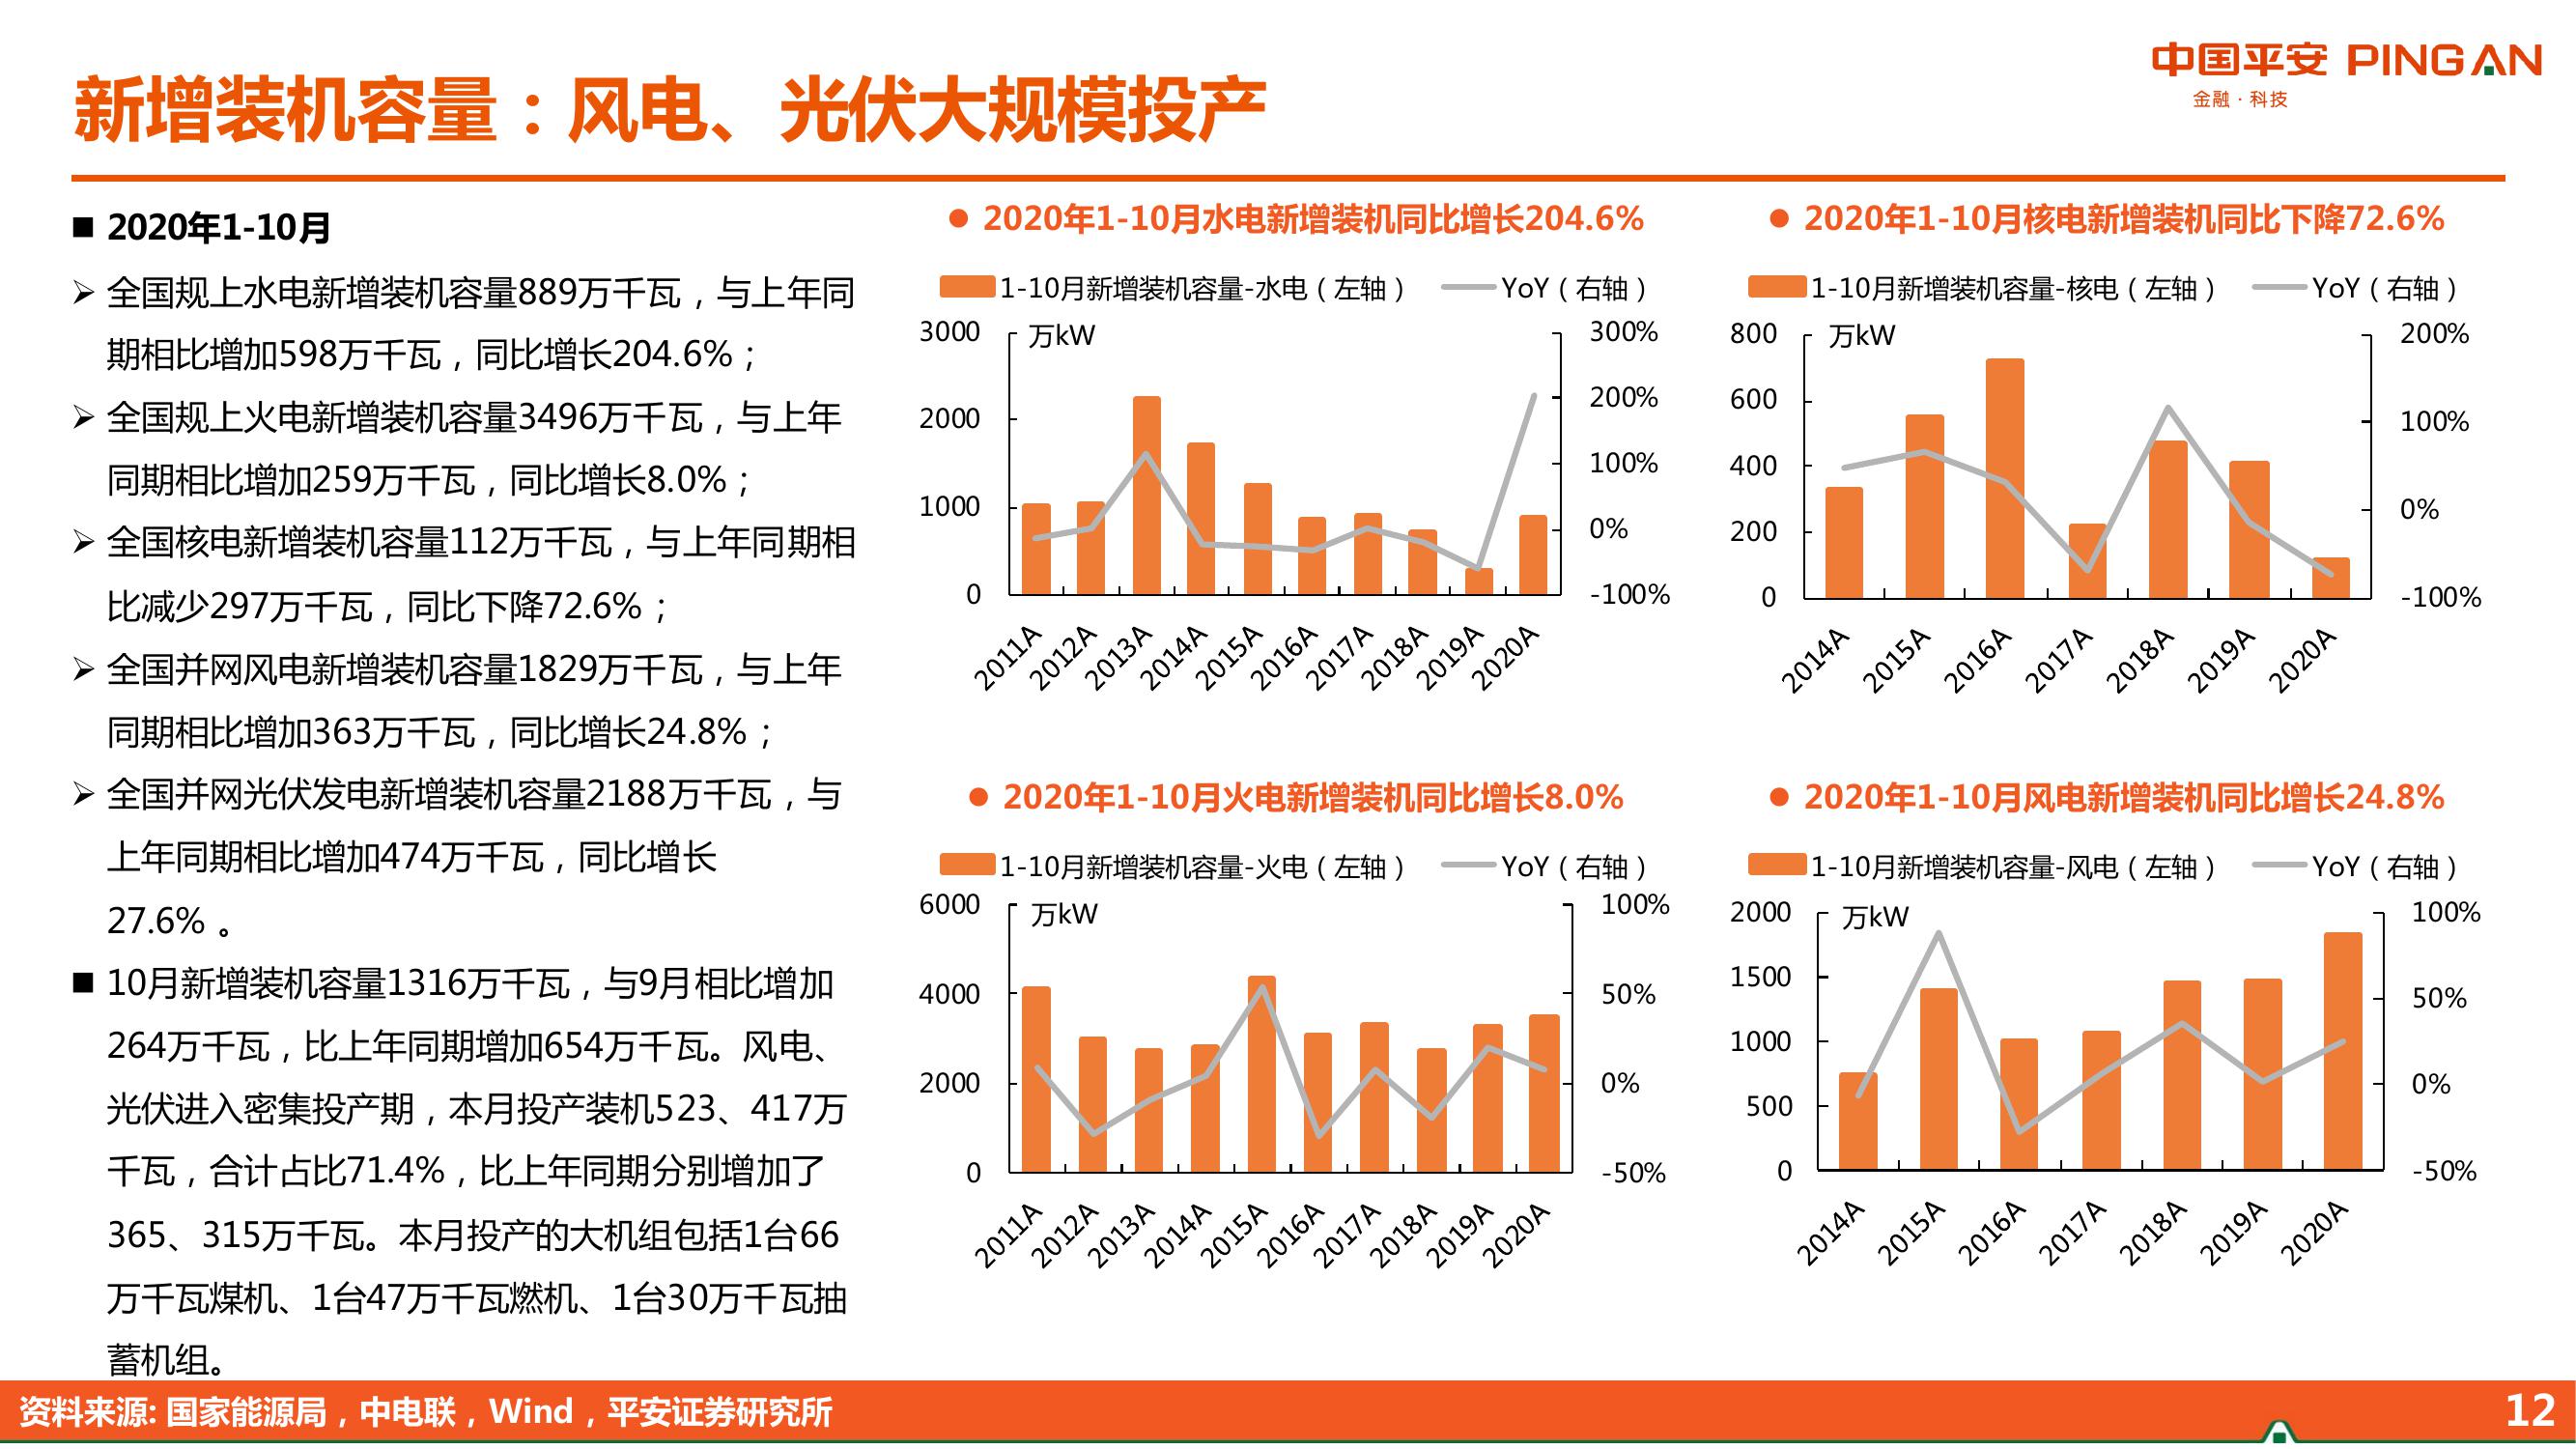 中国平安 PINGAN
金融·科技
新增装机容量：风电、光伏大规模投产
■ 2020年1-10月
➢ 全国规上水电新增装机容量889万千瓦，与上年同
期相比增加598万千瓦，同比增长204.6%；
➢ 全国规上火电新增装机容量3496万千瓦，与上年
同期相比增加259万千瓦，同比增长8.0%；
➢ 全国核电新增装机容量112万千瓦，与上年同期相
比减少297万千瓦，同比下降72.6%；
➢ 全国并网风电新增装机容量1829万千瓦，与上年
同期相比增加363万千瓦，同比增长24.8%；
➢ 全国并网光伏发电新增装机容量2188万千瓦，与
上年同期相比增加474万千瓦，同比增长
27.6% 。
■ 10月新增装机容量1316万千瓦，与9月相比增加
264万千瓦，比上年同期增加654万千瓦。风电、
光伏进入密集投产期，本月投产装机523、417万
千瓦，合计占比71.4%，比上年同期分别增加了
365、315万千瓦。本月投产的大机组包括1台66
万千瓦煤机、1台47万千瓦燃机、1台30万千瓦抽
蓄机组。
● 2020年1-10月水电新增装机同比增长204.6%
1-10月新增装机容量-水电（左轴） YoY（右轴）
万kW
3000
2000
1000
0
300%
200%
100%
0%
-100%
2011A 2012A 2013A 2014A 2015A 2016A 2017A 2018A 2019A 2020A
● 2020年1-10月核电新增装机同比下降72.6%
1-10月新增装机容量-核电（左轴） YoY（右轴）
万kW
800
600
400
200
0
200%
100%
0%
-100%
2014A 2015A 2016A 2017A 2018A 2019A 2020A
● 2020年1-10月火电新增装机同比增长8.0%
1-10月新增装机容量-火电（左轴） YoY（右轴）
万kW
6000
4000
2000
0
100%
50%
0%
-50%
2011A 2012A 2013A 2014A 2015A 2016A 2017A 2018A 2019A 2020A
● 2020年1-10月风电新增装机同比增长24.8%
1-10月新增装机容量-风电（左轴） YoY（右轴）
万kW
2000
1500
1000
500
0
100%
50%
0%
-50%
2014A 2015A 2016A 2017A 2018A 2019A 2020A
资料来源: 国家能源局，中电联，Wind，平安证券研究所
12